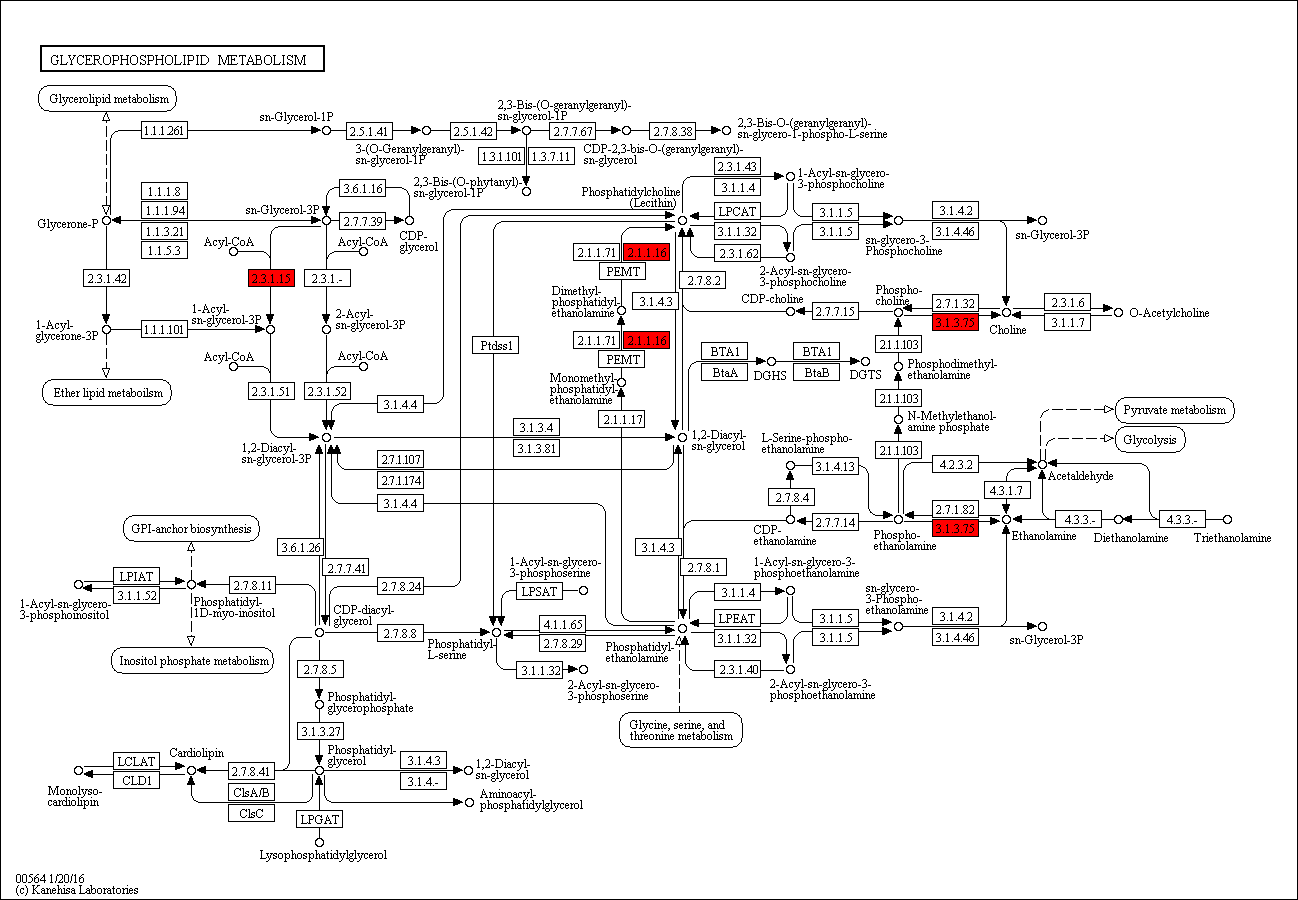 GLYCEROPHOSPHOLIPID METABOLISM
Glycerolipid metabolism
1.1.1.261
sn-Glycerol-1P
2.5.1.41
3-(O-Geranylgeranyl)-
sn-glycerol-1P
2.5.1.42
2,3-Bis-(O-geranylgeranyl)-
sn-glycerol-1P
2.7.7.67
CDP-2,3-bis-O-(geranylgeranyl)-
sn-glycerol
2.7.8.38
2,3-Bis-O-(geranylgeranyl)-
sn-glycero-1-phospho-L-serine
1.3.1.101
1.3.7.11
2,3-Bis-(O-phytanyl)-
sn-glycerol-1P
1.1.1.8
1.1.1.94
1.1.3.21
1.1.5.3
Glycerone-P
sn-Glycerol-3P
3.6.1.16
2.7.7.39
CDP-
glycerol
Acyl-CoA
Acyl-CoA
2.3.1.42
2.3.1.15
2.3.1.-
1-Acyl-
glycerone-3P
1.1.1.101
1-Acyl-
sn-glycerol-3P
2-Acyl-
sn-glycerol-3P
Acyl-CoA
Acyl-CoA
Ether lipid metabolism
2.3.1.51
2.3.1.52
3.1.4.4
1,2-Diacyl-
sn-glycerol-3P
2.7.1.107
2.7.1.174
3.1.4.4
3.1.3.4
3.1.3.81
Ptdss1
Phosphatidylcholine
(Lecithin)
2.1.1.71
2.1.1.16
PEMT
Dimethyl-
phosphatidyl-
ethanolamine
3.1.4.3
2.1.1.71
2.1.1.16
PEMT
Monomethyl-
phosphatidyl-
ethanolamine
2.1.1.17
2.3.1.43
3.1.1.4
LPCAT
3.1.1.32
2.3.1.62
1-Acyl-sn-glycero-
3-phosphocholine
2-Acyl-sn-glycero-
3-phosphocholine
3.1.1.5
3.1.1.5
sn-glycero-3-
Phosphocholine
3.1.4.2
3.1.4.46
sn-Glycerol-3P
2.7.8.2
CDP-choline
2.7.7.15
Phospho-
choline
2.7.1.32
3.1.3.75
Choline
2.3.1.6
3.1.1.7
O-Acetylcholine
BTA1
BtaA
DGHS
BTA1
BtaB
DGTS
2.1.1.103
Phosphodimethyl-
ethanolamine
2.1.1.103
N-Methylethanol-
amine phosphate
2.1.1.103
1,2-Diacyl-
sn-glycerol
L-Serine-phospho-
ethanolamine
3.1.4.13
2.7.8.4
CDP-
ethanolamine
2.7.7.14
Phospho-
ethanolamine
Pyruvate metabolism
Glycolysis
4.2.3.2
Acetaldehyde
4.3.1.7
2.7.1.82
3.1.3.75
Ethanolamine
4.3.3.-
Diethanolamine
4.3.3.-
Triethanolamine
GPI-anchor biosynthesis
3.6.1.26
2.7.7.41
3.1.4.3
2.7.8.1
LPIAT
3.1.1.52
1-Acyl-sn-glycero-
3-phosphoinositol
Phosphatidyl-
1D-myo-inositol
2.7.8.11
2.7.8.24
CDP-diacyl-
glycerol
1-Acyl-sn-glycero-
3-phosphoserine
LPSAT
2.7.8.8
Phosphatidyl-
L-serine
4.1.1.65
2.7.8.29
3.1.1.32
2-Acyl-sn-glycero-
3-phosphoserine
Phosphatidyl-
ethanolamine
1-Acyl-sn-glycero-3-
phosphoethanolamine
3.1.1.4
LPEAT
3.1.1.32
2.3.1.40
2-Acyl-sn-glycero-3-
phosphoethanolamine
3.1.1.5
3.1.1.5
sn-glycero-
3-Phospho-
ethanolamine
3.1.4.2
3.1.4.46
sn-Glycerol-3P
Inositol phosphate metabolism
2.7.8.5
Phosphatidyl-
glycerophosphate
3.1.3.27
Glycine, serine, and
threonine metabolism
LCLAT
CLD1
Monolyso-
cardiolipin
Cardiolipin
2.7.8.41
ClsA/B
ClsC
Phosphatidyl-
glycerol
3.1.4.3
3.1.4.-
1,2-Diacyl-
sn-glycerol
Aminoacyl-
phosphatidylglycerol
LPGAT
Lysophosphatidylglycerol
00564 1/20/16
(c) Kanehisa Laboratories